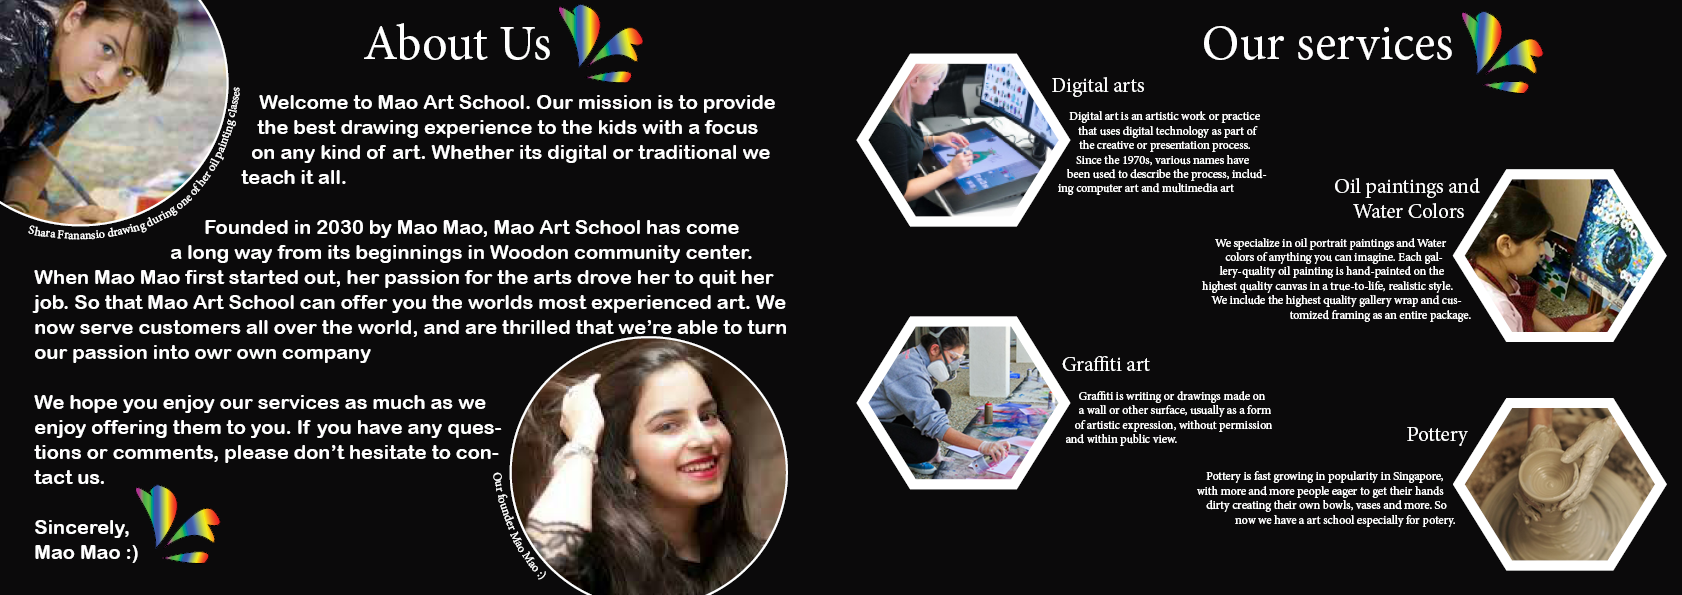 About Us
Welcome to Mao Art School. Our mission is to provide
the best drawing experience to the kids with a focus
on any kind of art. Whether its digital or traditional we
teach it all.
Shara Franansio drawing during one of her oil painting classes
Founded in 2030 by Mao Mao, Mao Art School has come
a long way from its beginnings in Woodon community center.
When Mao Mao first started out, her passion for the arts drove her to quit her
job. So that Mao Art School can offer you the worlds most experienced art. We
now serve customers all over the world, and are thrilled that we're able to turn
our passion into owr own company
We hope you enjoy our services as much as we
enjoy offering them to you. If you have any ques-
tions or comments, please don't hesitate to con-
tact us.
Our founder Mao Mao :)
Sincerely,
Mao Mao :)
Our services
Digital arts
Digital art is an artistic work or practice
that uses digital technology as part of
the creative or presentation process.
Since the 1970s, various names have
been used to describe the process, includ-
ing computer art and multimedia art
Oil paintings and
Water Colors
We specialize in oil portrait paintings and Water
colors of anything you can imagine. Each gal-
lery-quality oil painting is hand-painted on the
highest quality canvas in a true-to-life, realistic style.
We include the highest quality gallery wrap and cus-
tomized framing as an entire package.
Graffiti art
Graffiti is writing or drawings made on
a wall or other surface, usually as a form
of artistic expression, without permission
and within public view.
Pottery
Pottery is fast growing in popularity in Singapore,
with more and more people eager to get their hands
dirty creating their own bowls, vases and more. So
now we have a art school especially for potery.